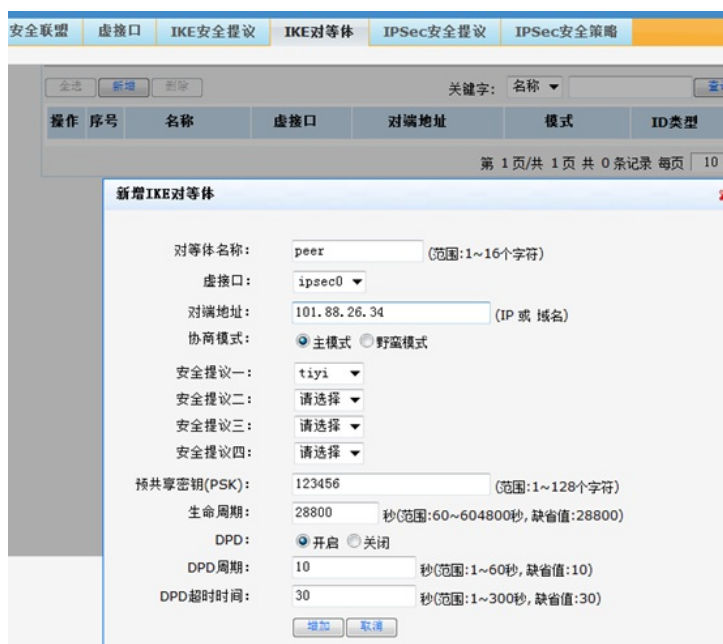 安全联盟 虚接口 IKE安全提议 IKE对等体 IPSec安全提议 IPSec安全策略
全选 新增 删除 关键字: 名称
操作 序号 名称 虚接口 对端地址 模式 ID类型
第 1 页/共 1 页 共 0 条记录 每页 10
新增IKE对等体
对等体名称: peer (范围:1~16个字符)
虚接口: ipsec0
对端地址: 101.88.26.34 (IP 或 域名)
协商模式: 主模式 野蛮模式
安全提议一: tiyi
安全提议二: 请选择
安全提议三: 请选择
安全提议四: 请选择
预共享密钥(PSK): 123456 (范围:1~128个字符)
生命周期: 28800 秒(范围:60~604800秒,缺省值:28800)
DPD: 开启 关闭
DPD周期: 10 秒(范围:1~60秒,缺省值:10)
DPD超时时间: 30 秒(范围:1~300秒,缺省值:30)
增加 取消